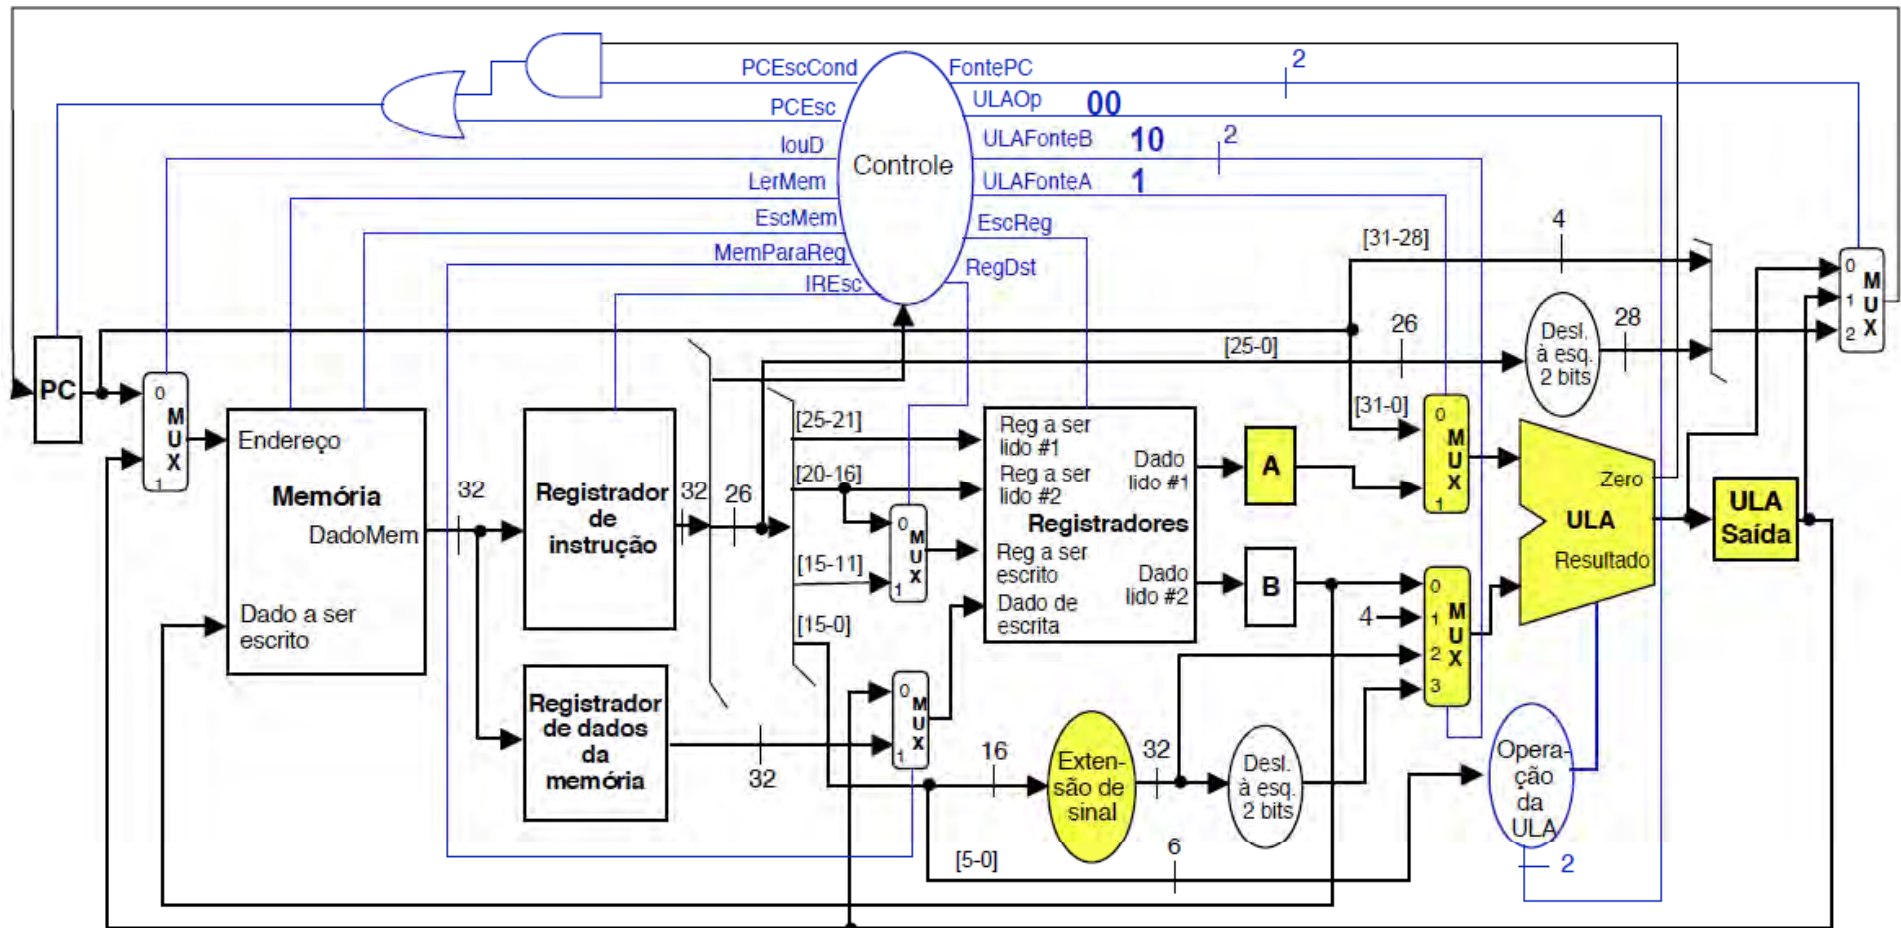 PCEscCond
PCEsc
IouD
LerMem
EscMem
MemParaReg
IREsc
Controle
FontePC
2
ULAOp 00
ULAFonteB 10
2
ULAFonteA 1
EscReg
RegDst
[31-28]
4
[25-0]
26
Desl.
à esq.
2 bits
28
0
1
2
M
U
X
PC
0
M
U
X
1
Endereço
Memória
DadoMem
Dado a ser
escrito
32
Registrador
de
instrução
32
26
Registrador
de dados
da
memória
32
[25-21]
[20-16]
[15-11]
[15-0]
0
M
U
X
1
0
M
U
X
1
Reg a ser
lido #1
Reg a ser
lido #2
Registradores
Reg a ser
escrito
Dado de
escrita
Dado
lido #1
Dado
lido #2
A
B
[31-0]
0
M
U
X
1
4
0
1
2
3
M
U
X
Zero
ULA
Resultado
ULA
Saída
16
Exten-
são de
sinal
32
Desl.
à esq.
2 bits
Opera-
ção
da
ULA
[5-0]
6
2